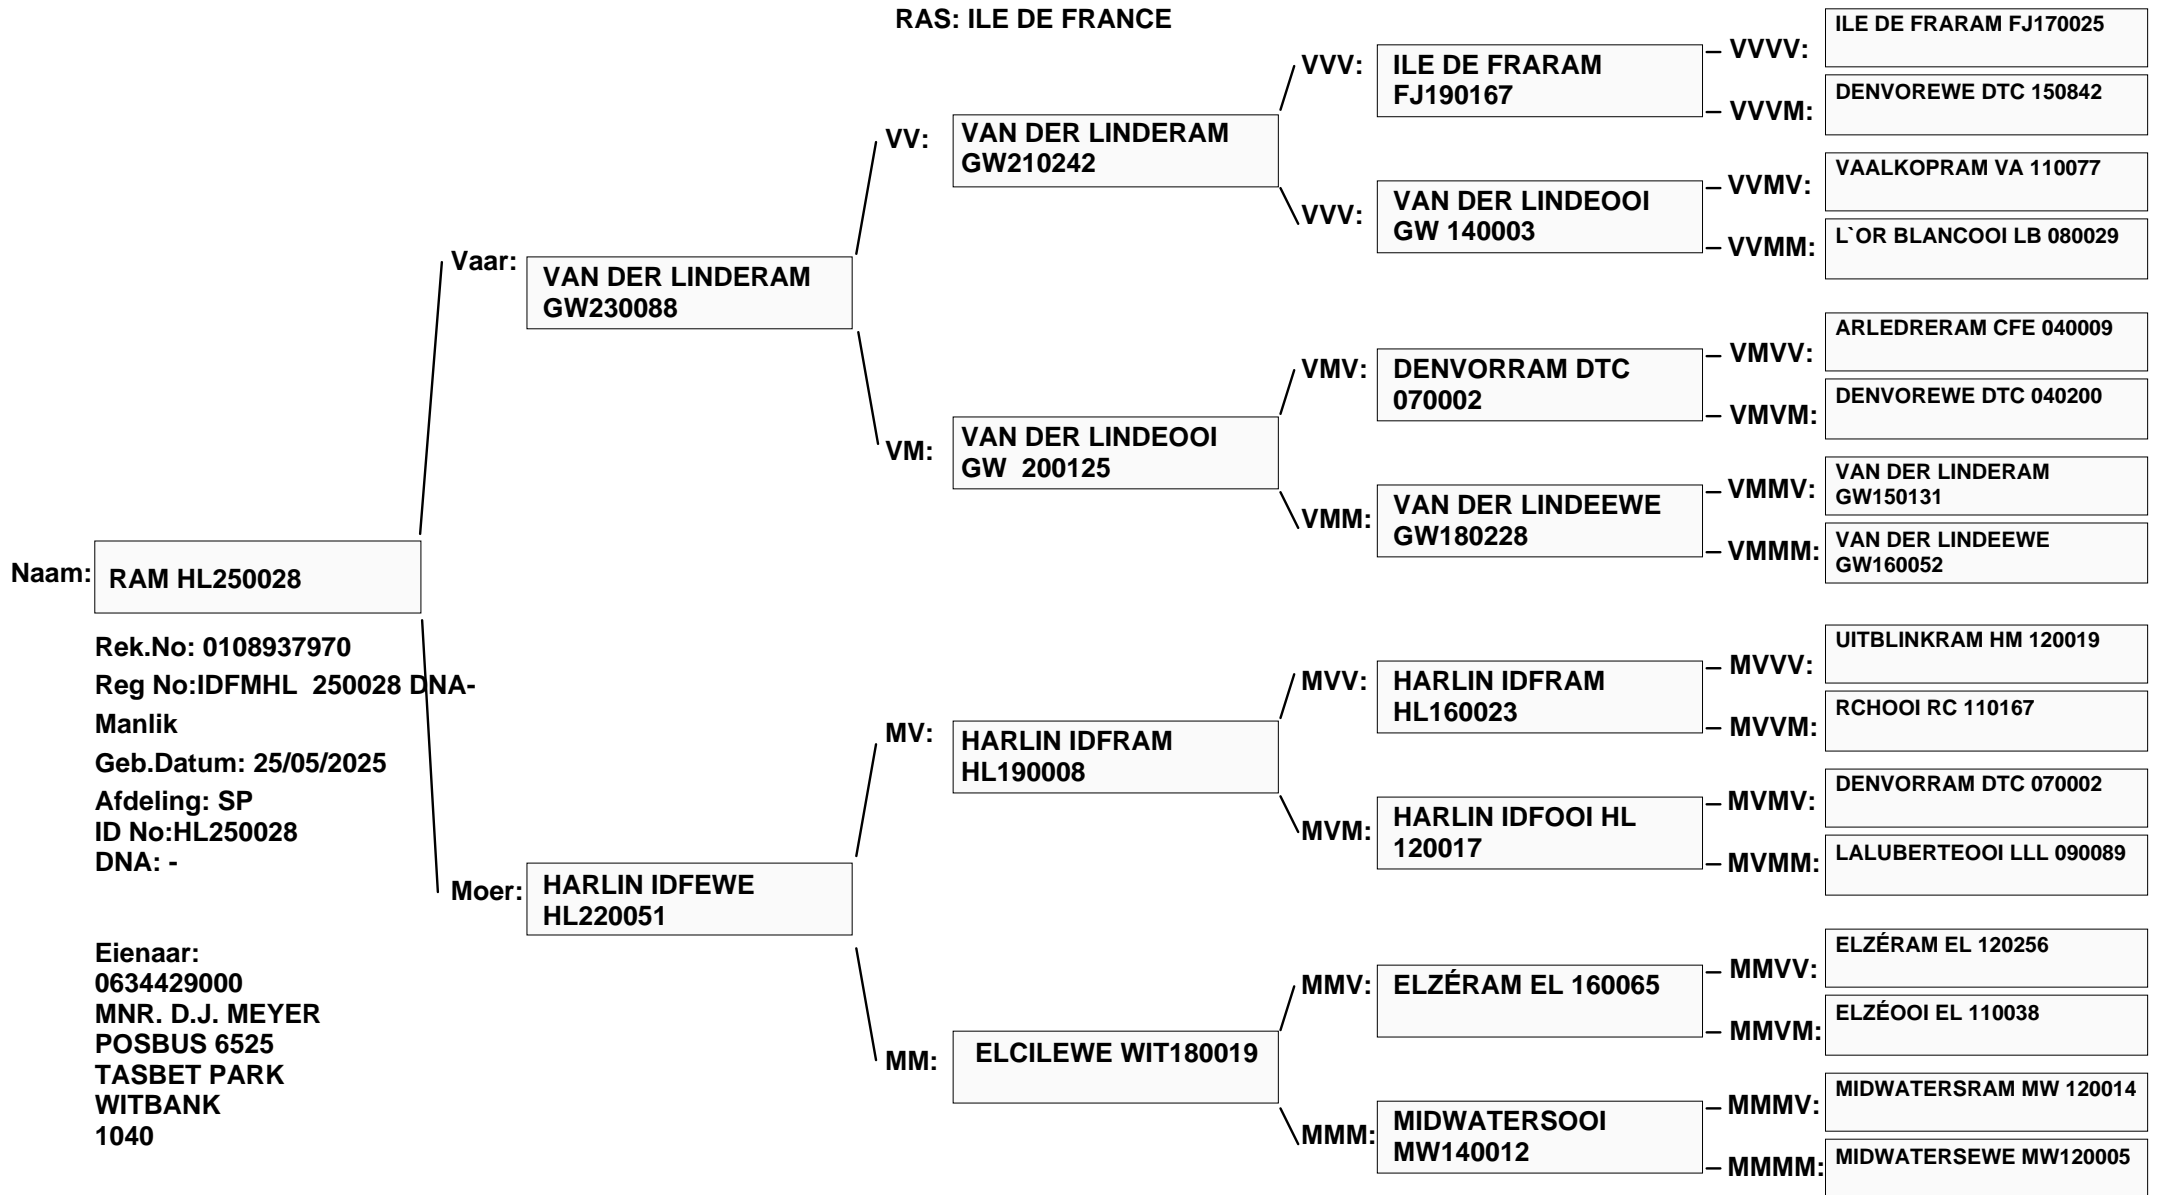 RAS: ILE DE FRANCE
Naam:
RAM HL250028
Rek.No: 0108937970
Reg No:IDFMHL  250028 DNA-
Manlik
Geb.Datum: 25/05/2025
Afdeling: SP
ID No:HL250028
DNA: -
Eienaar:
0634429000
MNR. D.J. MEYER
POSBUS 6525
TASBET PARK
WITBANK
1040
Vaar:
VAN DER LINDERAM
GW230088
Moer:
HARLIN IDFEWE
HL220051
VV:
VAN DER LINDERAM
GW210242
VM:
VAN DER LINDEOOI
GW  200125
MV:
HARLIN IDFRAM
HL190008
MM:
ELCILEWE WIT180019
VVV:
ILE DE FRARAM
FJ190167
VVV:
VAN DER LINDEOOI
GW 140003
VMV:
DENVORRAM DTC
070002
VMM:
VAN DER LINDEEWE
GW180228
MVV:
HARLIN IDFRAM
HL160023
MVM:
HARLIN IDFOOI HL
120017
MMV:
ELZÉRAM EL 160065
MMM:
MIDWATERSOOI
MW140012
VVVV:
ILE DE FRARAM FJ170025
VVVM:
DENVOREWE DTC 150842
VVMV:
VAALKOPRAM VA 110077
VVMM:
L`OR BLANCOOI LB 080029
VMVV:
ARLEDRERAM CFE 040009
VMVM:
DENVOREWE DTC 040200
VMMV:
VAN DER LINDERAM
GW150131
VMMM:
VAN DER LINDEEWE
GW160052
MVVV:
UITBLINKRAM HM 120019
MVVM:
RCHOOI RC 110167
MVMV:
DENVORRAM DTC 070002
MVMM:
LALUBERTEOOI LLL 090089
MMVV:
ELZÉRAM EL 120256
MMVM:
ELZÉOOI EL 110038
MMMV:
MIDWATERSRAM MW 120014
MMMM:
MIDWATERSEWE MW120005